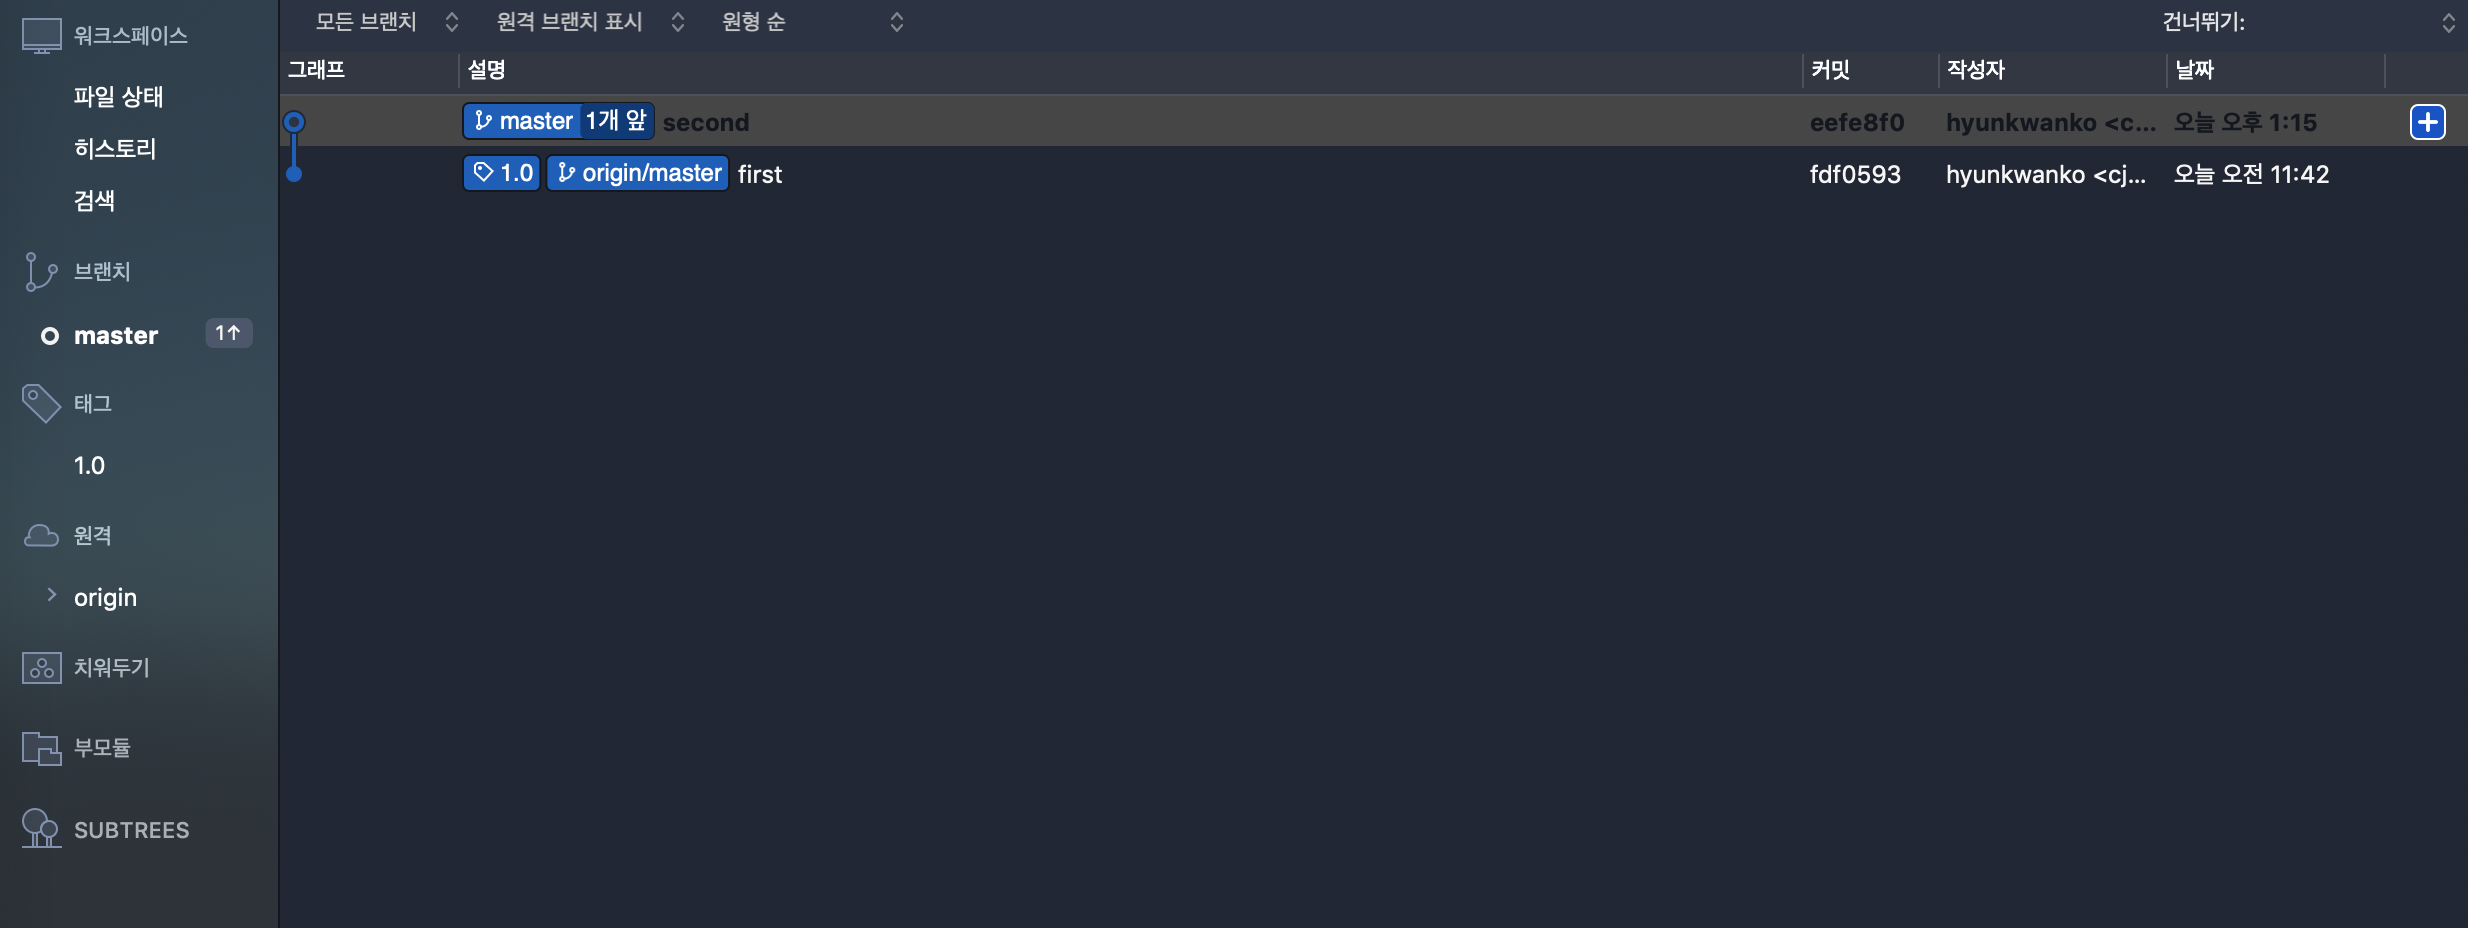 워크스페이스
파일 상태
히스토리
검색
브랜치
master 1↑
태그
1.0
원격
origin
치워두기
부모듈
SUBTREES
모든 브랜치 원격 브랜치 표시 원형 순 건너뛰기:
그래프 설명 커밋 작성자 날짜
master 1개 앞 second eefe8f0 hyunkwanko <c... 오늘 오후 1:15
1.0 origin/master first fdf0593 hyunkwanko <cj... 오늘 오전 11:42